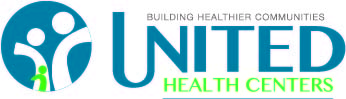 BUILDING HEALTHIER COMMUNITIES
UNITED
HEALTH CENTERS